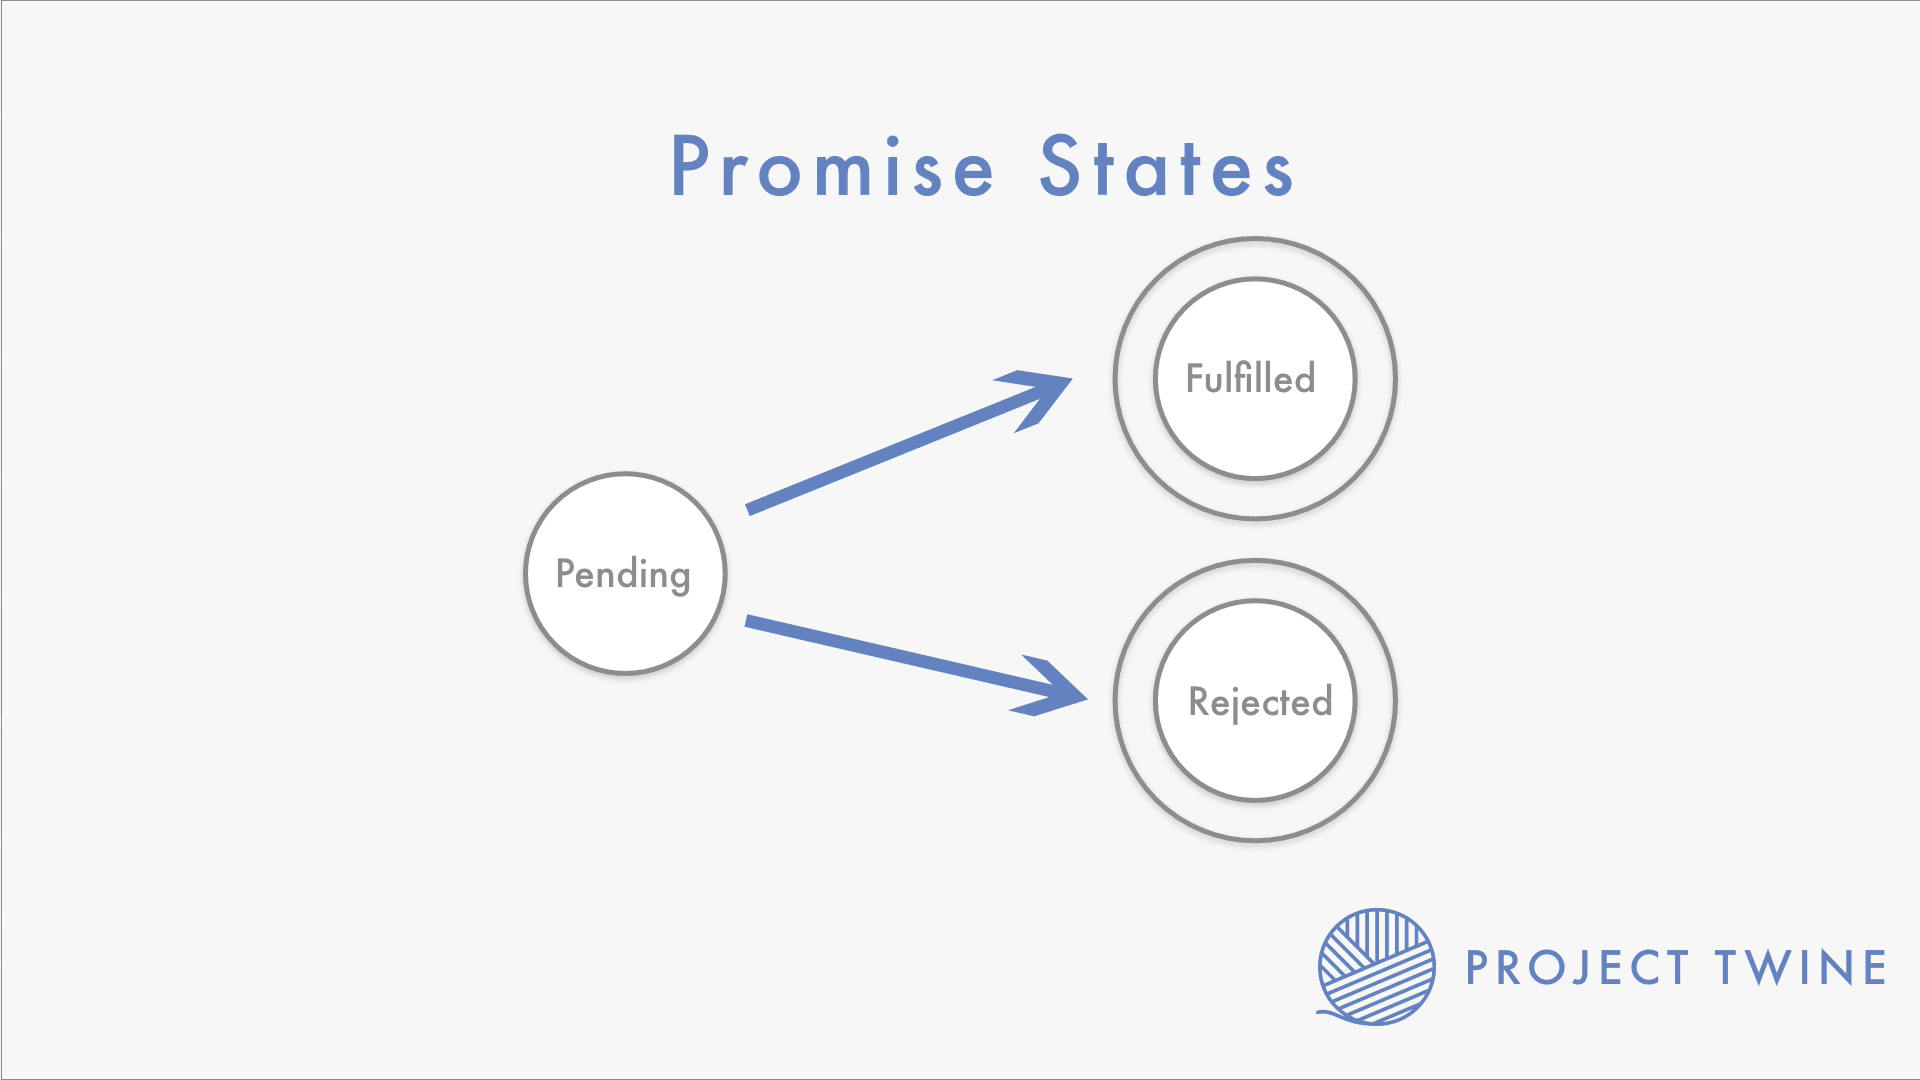 Promise States
Fulfilled
Pending
Rejected
PROJECT TWINE